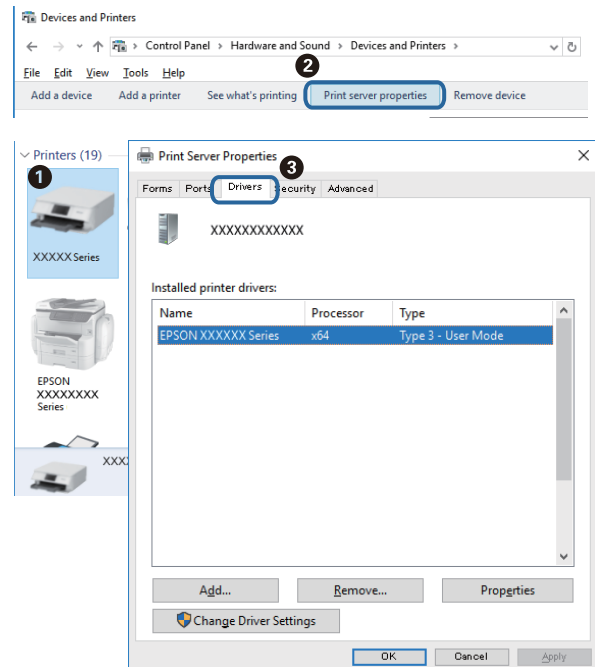 Devices and Printers
Control Panel > Hardware and Sound > Devices and Printers >
File Edit View Tools Help
2
Add a device Add a printer See what's printing Print server properties Remove device
Printers (19)
1
XXXXX Series
EPSON
XXXXXXXX
Series
XXX
Print Server Properties
3
Forms Ports Drivers Security Advanced
XXXXXXXXXXXX
Installed printer drivers:
Name Processor Type
EPSON XXXXXX Series x64 Type 3 - User Mode
Add... Remove... Properties
Change Driver Settings
OK Cancel Apply